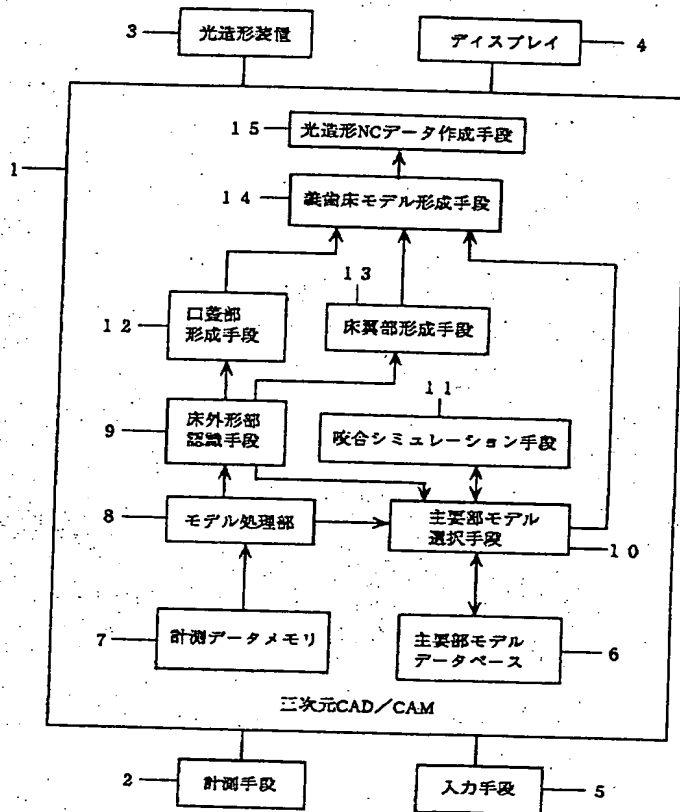 3 光造形装置
ディスプレイ 4
1
15 光造形NCデータ作成手段
14 義歯床モデル形成手段
13
12 口蓋部
形成手段
床翼部形成手段
11
9 床外形部
認識手段
咬合シミュレーション手段
8 モデル処理部
主要部モデル
選択手段
10
7 計測データメモリ
主要部モデル
データベース 6
三次元CAD/CAM
2 計測手段
入力手段 5